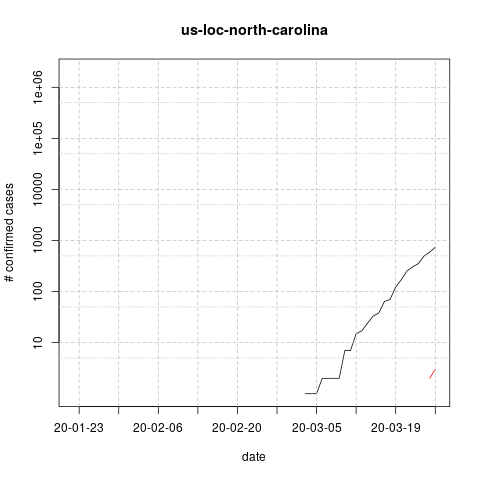 us-loc-north-carolina
# confirmed cases
1e+06
1e+05
10000
1000
100
10
20-01-23
20-02-06
20-02-20
20-03-05
20-03-19
date